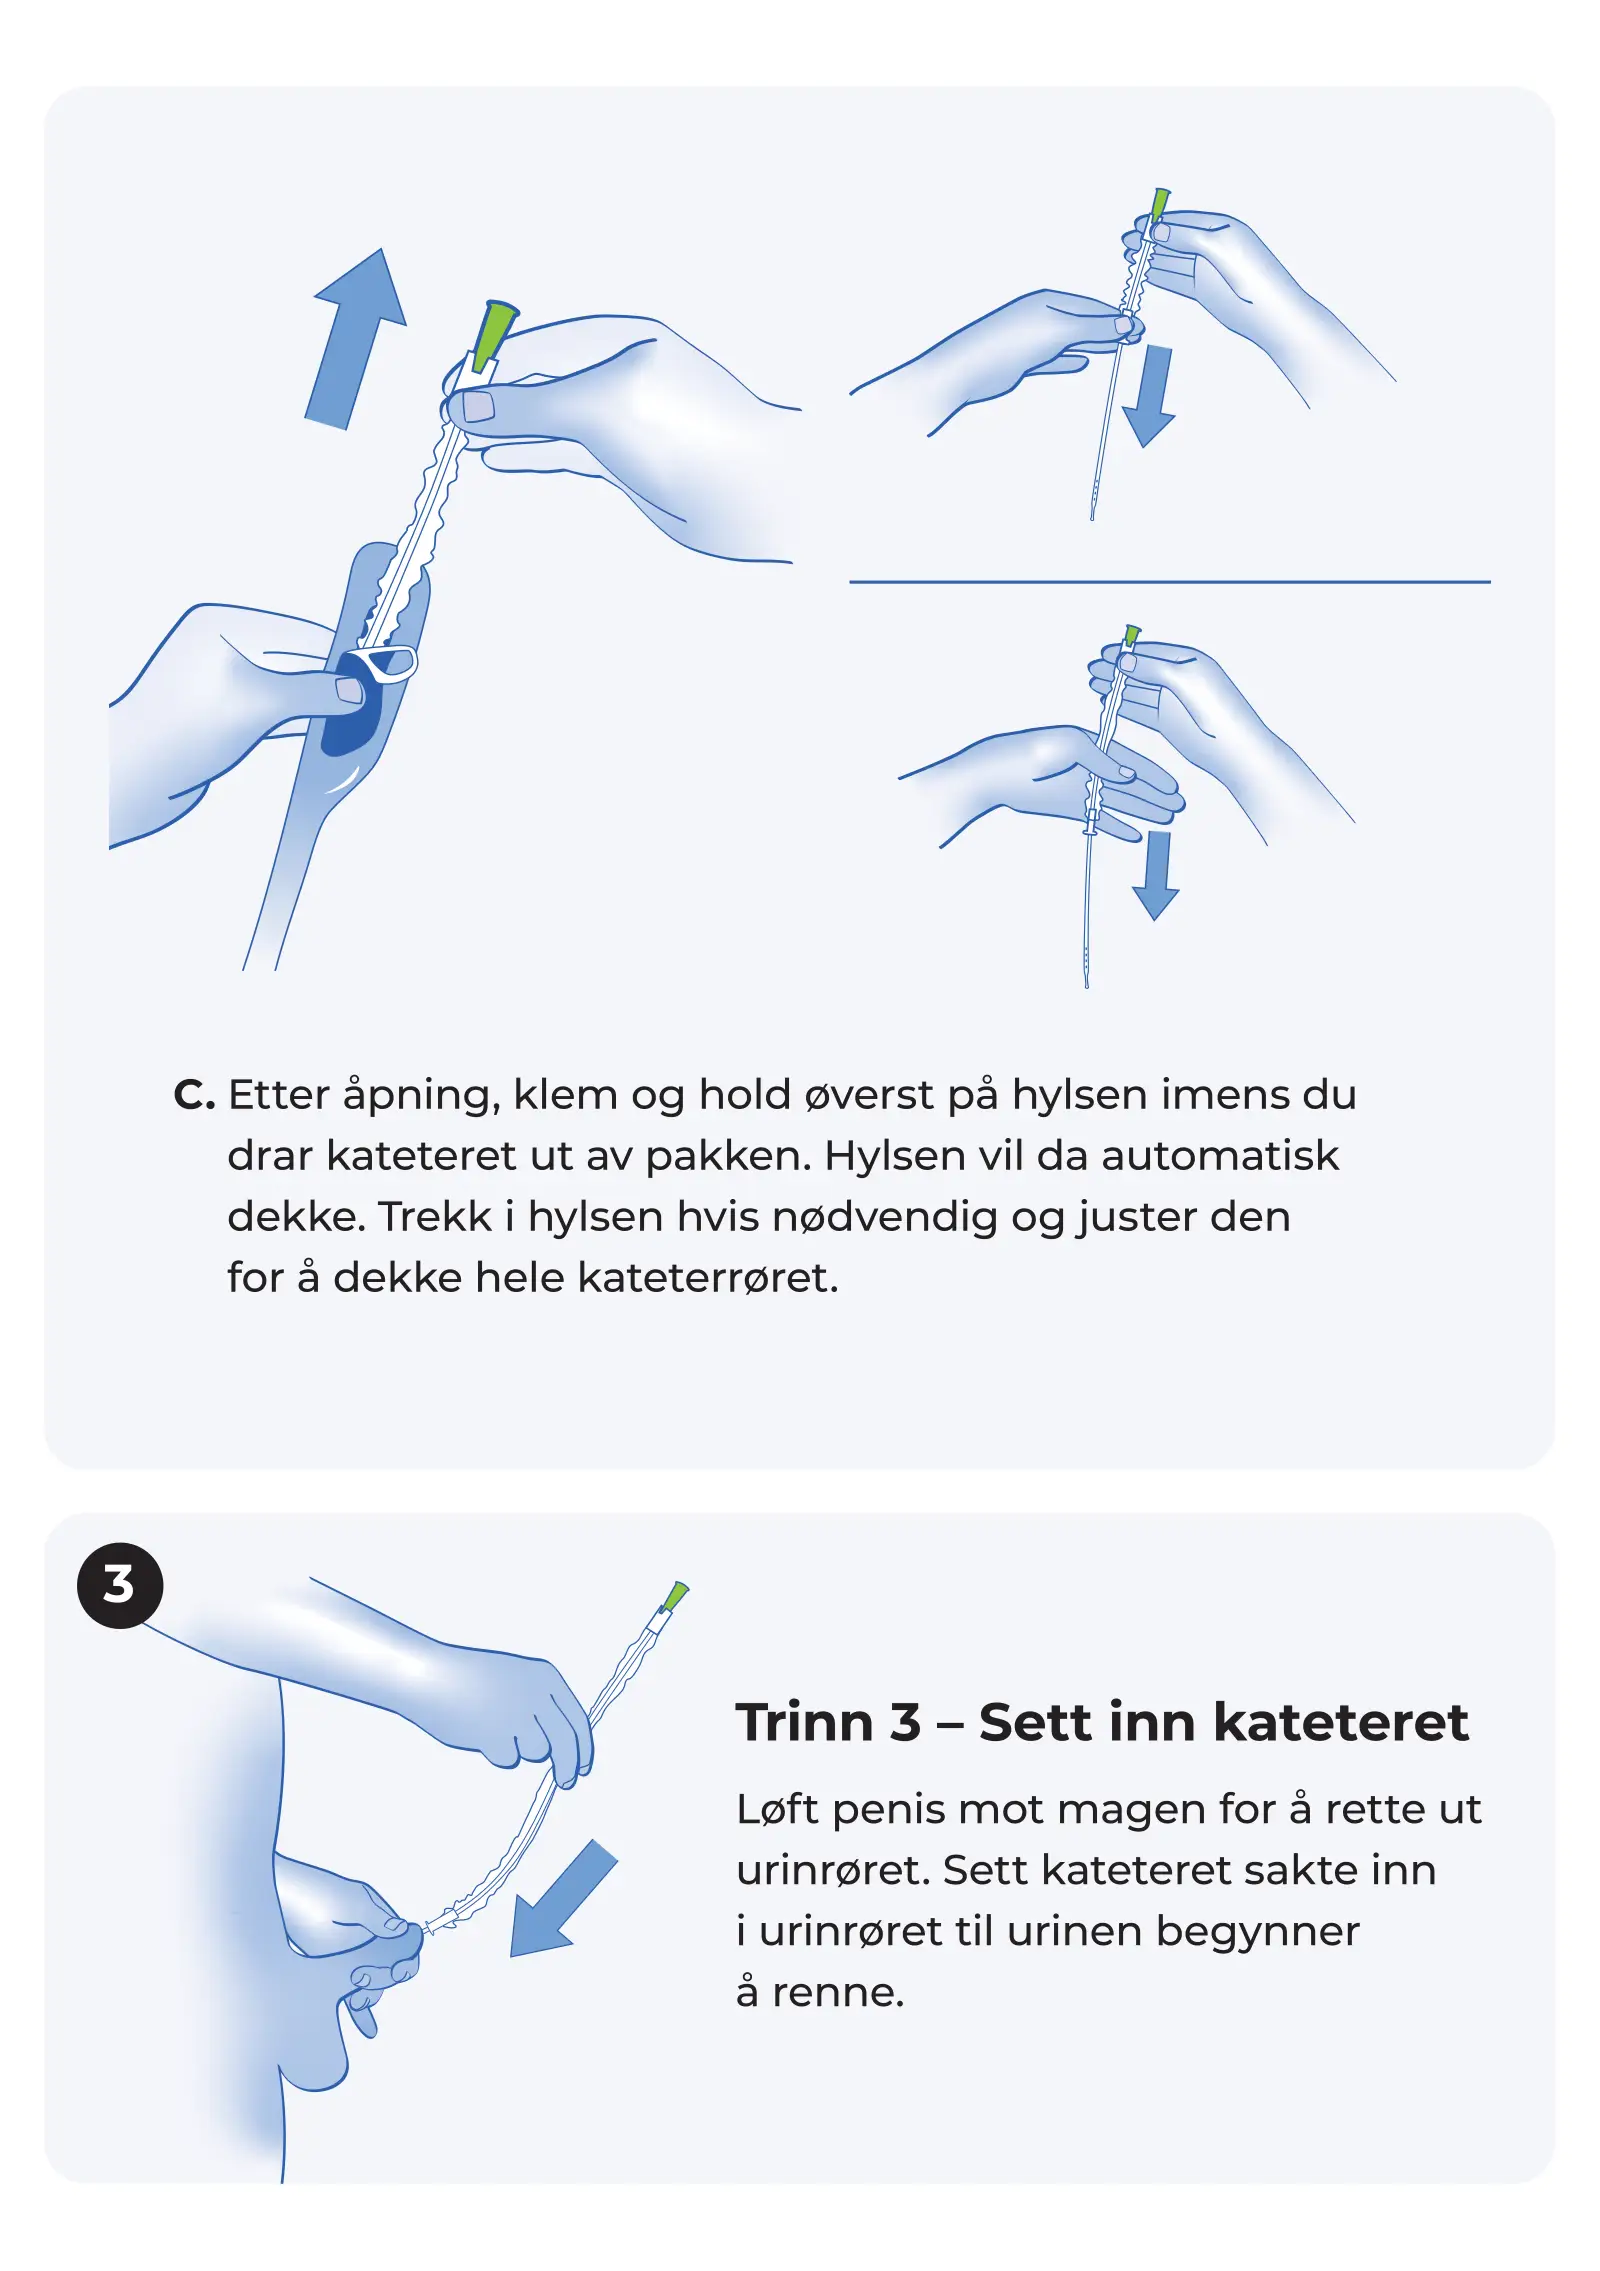 C. Etter åpning, klem og hold øverst på hylsen imens du
drar kateteret ut av pakken. Hylsen vil da automatisk
dekke. Trekk i hylsen hvis nødvendig og juster den
for å dekke hele kateterrøret.
3
Trinn 3 – Sett inn kateteret
Løft penis mot magen for å rette ut
urinrøret. Sett kateteret sakte inn
i urinrøret til urinen begynner
å renne.